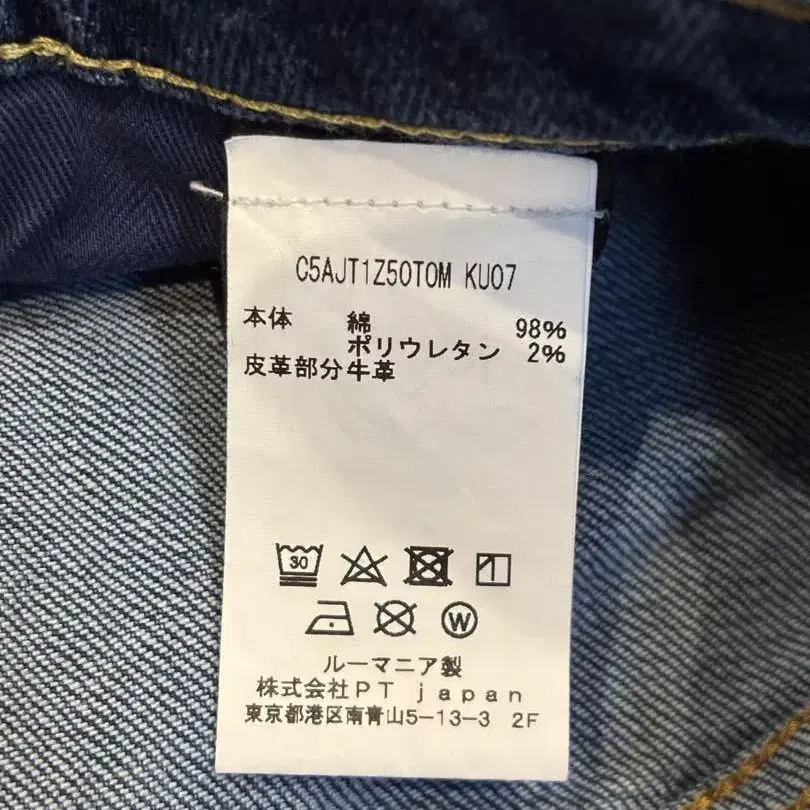 C5AJT1Z50TOM KU07
本体 綿 98%
ポリウレタン 2%
皮革部分牛革
30
W
ルーマニア製
株式会社PT japan
東京都港区南青山5-13-3 2F